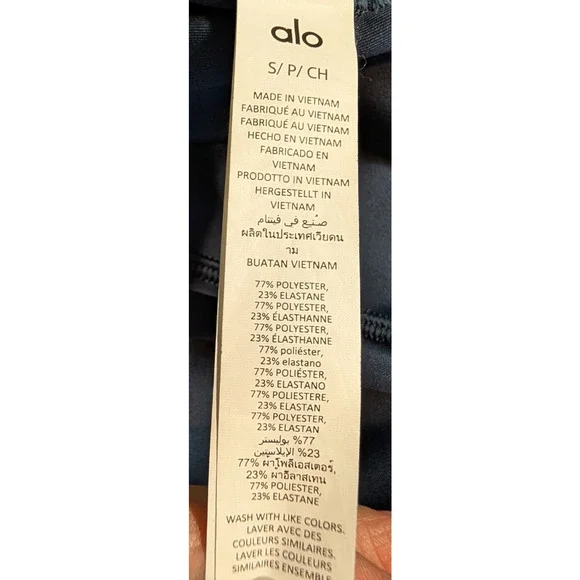 alo
S/ P/ CH
MADE IN VIETNAM
FABRIQUÉ AU VIETNAM
FABRIQUÉ AU VIETNAM
HECHO EN VIETNAM
FABRICADO EN
VIETNAM
PRODOTTO IN VIETNAM
HERGESTELLT IN
VIETNAM
صُنِع في فيتنام
ผลิตในประเทศเวียดน
าม
BUATAN VIETNAM
77% POLYESTER,
23% ELASTANE
77% POLYESTER,
23% ÉLASTHANNE
77% POLYESTER,
23% ÉLASTHANNE
77% poliéster,
23% elastano
77% POLIÉSTER,
23% ELASTANO
77% POLIESTERE,
23% ELASTAN
77% POLYESTER,
23% ELASTAN
77% بوليستر
23% الإيلاستين
77% ผ้าโพลีเอสเตอร์,
23% ผ้าอีลาสเทน
77% POLIESTER,
23% ELASTANE
WASH WITH LIKE COLORS.
LAVER AVEC DES
COULEURS SIMILAIRES.
LAVER LES COULEURS
SIMILAIRES ENSEMBLE